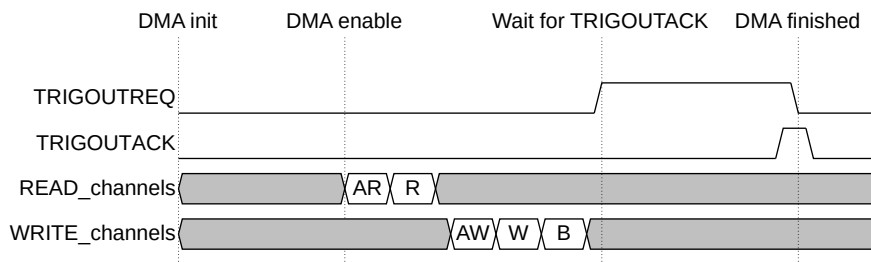 DMA init DMA enable Wait for TRIGOUTACK DMA finished
TRIGOUTREQ
TRIGOUTACK
READ_channels AR R
WRITE_channels AW W B